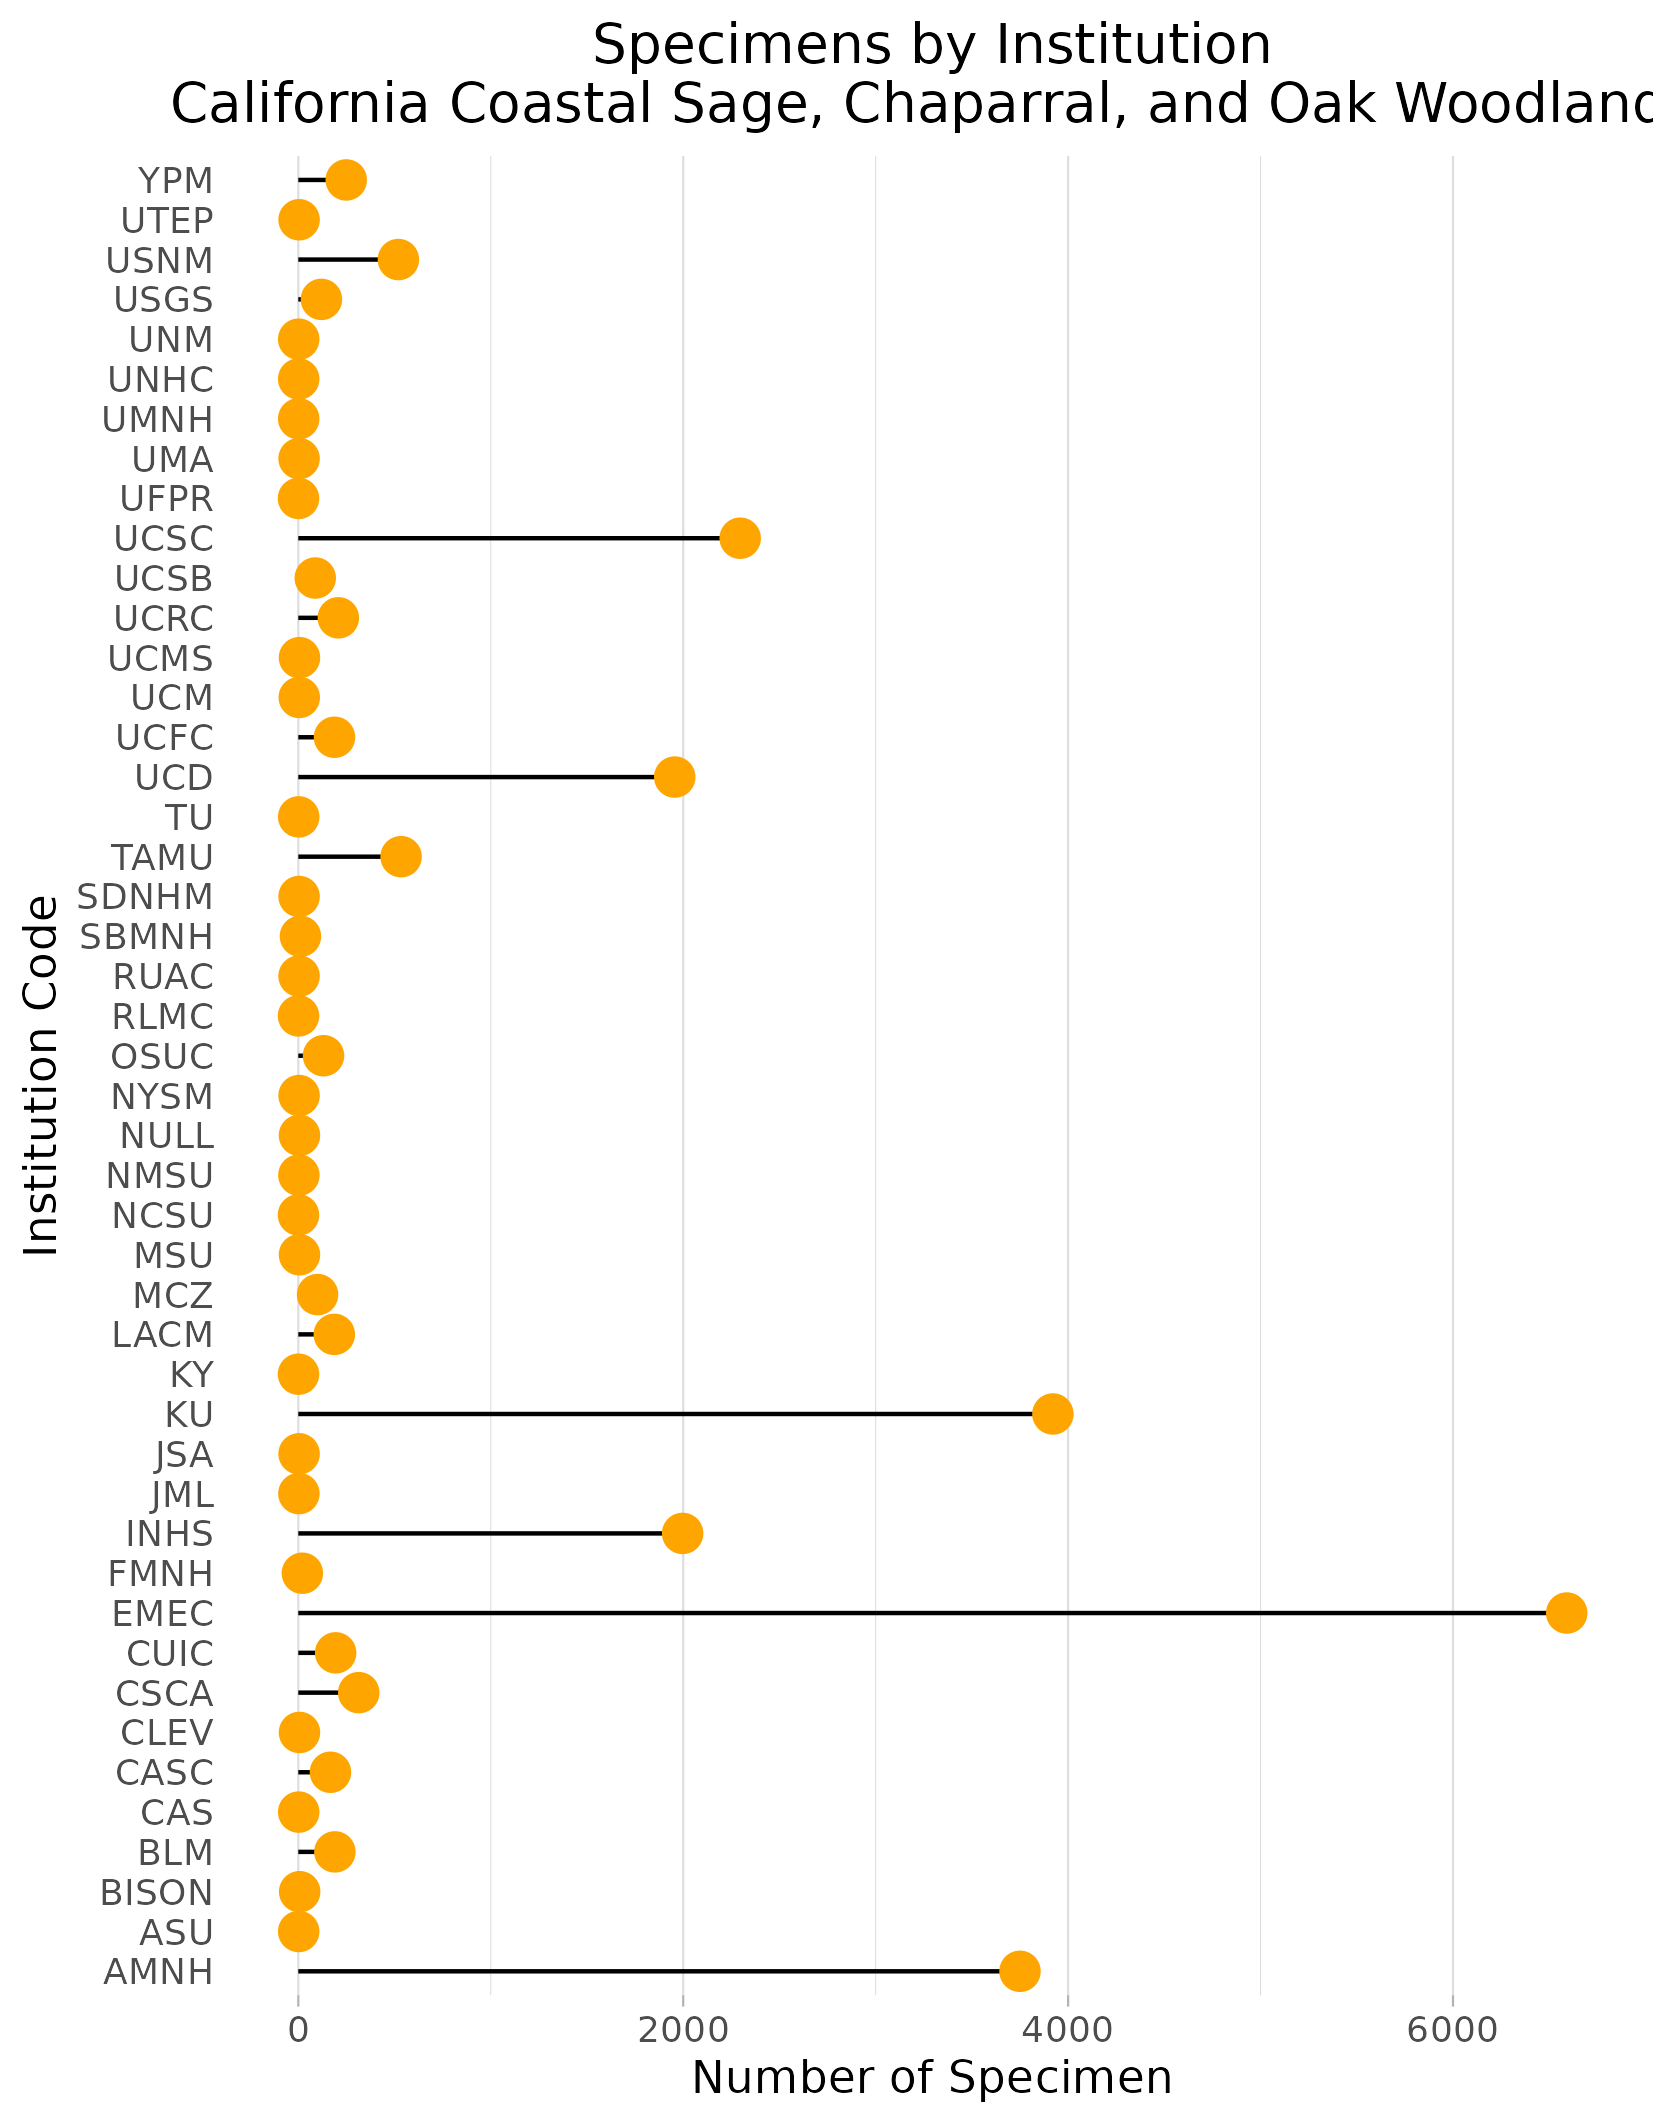 Specimens by Institution
California Coastal Sage, Chaparral, and Oak Woodland
YPM
UTEP
USNM
USGS
UNM
UNHC
UMNH
UMA
UFPR
UCSC
UCSB
UCRC
UCMS
UCM
UCFC
UCD
TU
TAMU
SDNHM
SBMNH
RUAC
RLMC
OSUC
NYSM
NULL
NMSU
NCSU
MSU
MCZ
LACM
KY
KU
JSA
JML
INHS
FMNH
EMEC
CUIC
CSCA
CLEV
CASC
CAS
BLM
BISON
ASU
AMNH
Institution Code
0 2000 4000 6000
Number of Specimen